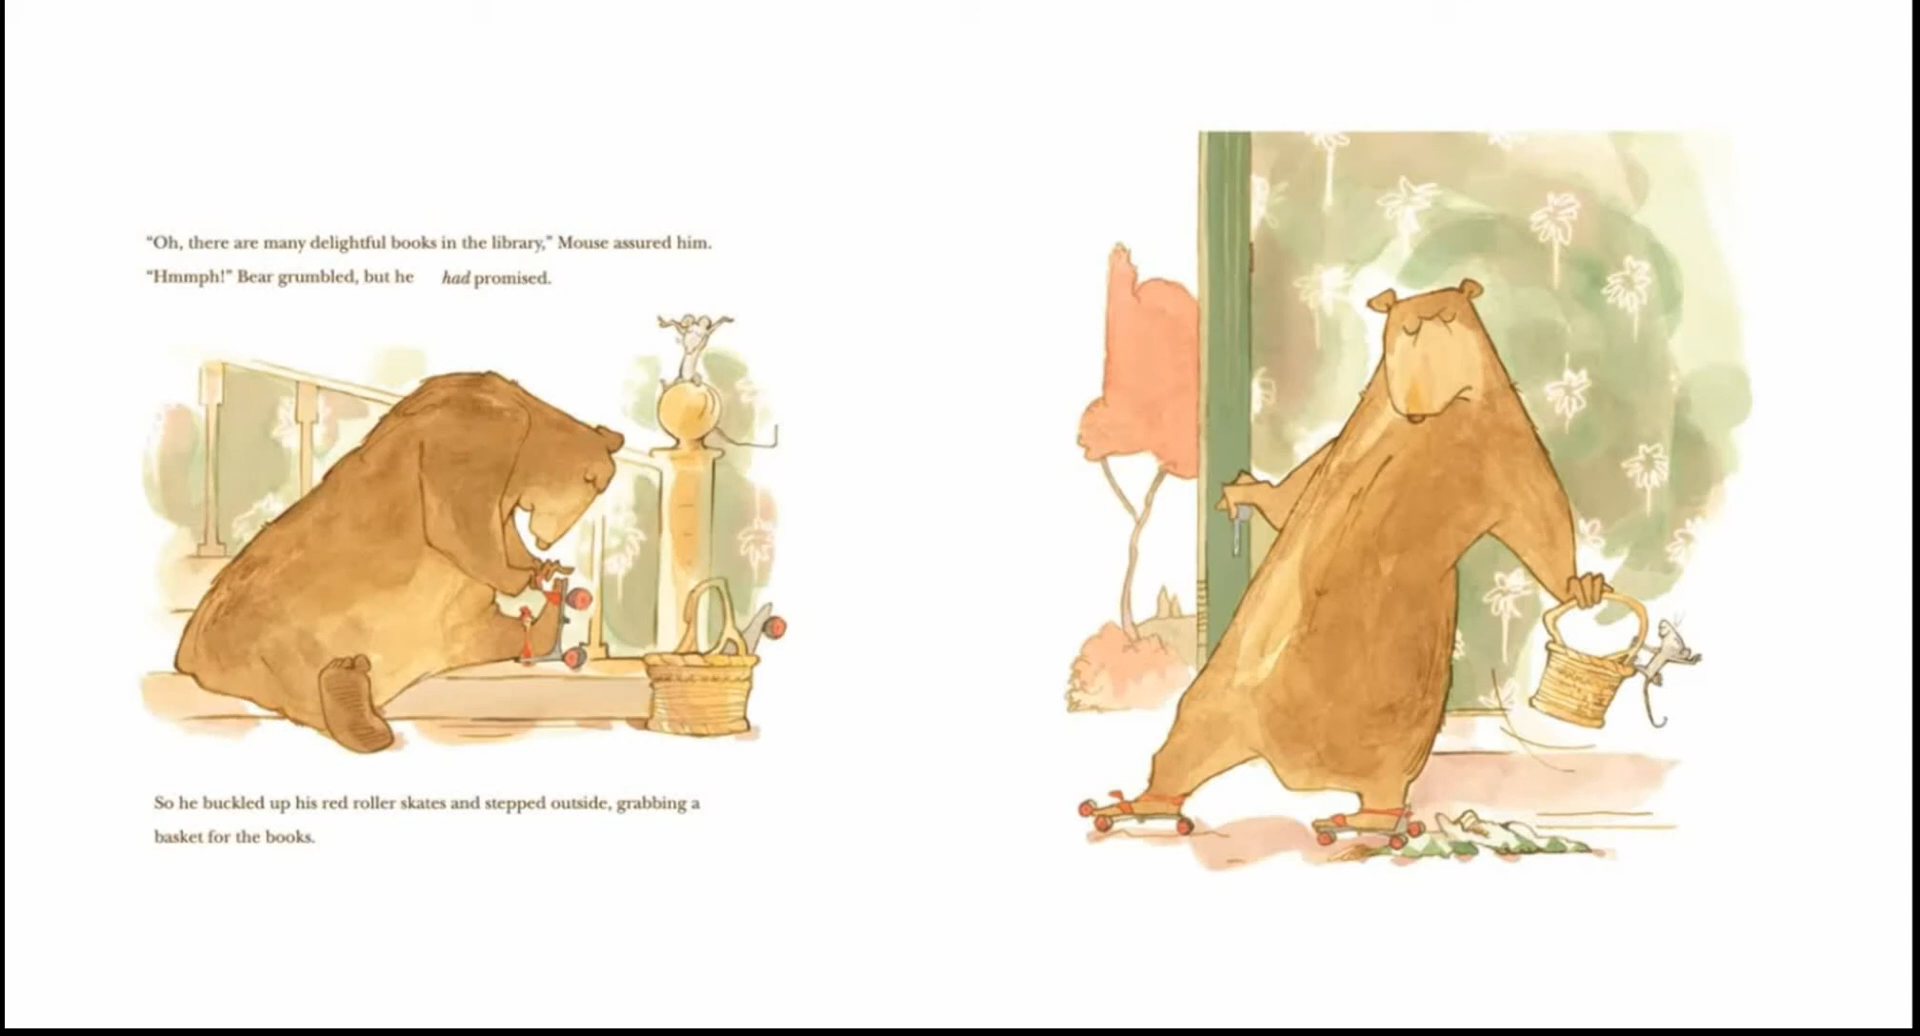 “Oh, there are many delightful books in the library,” Mouse assured him.
“Hmmph!” Bear grumbled, but he had promised.
So he buckled up his red roller skates and stepped outside, grabbing a
basket for the books.